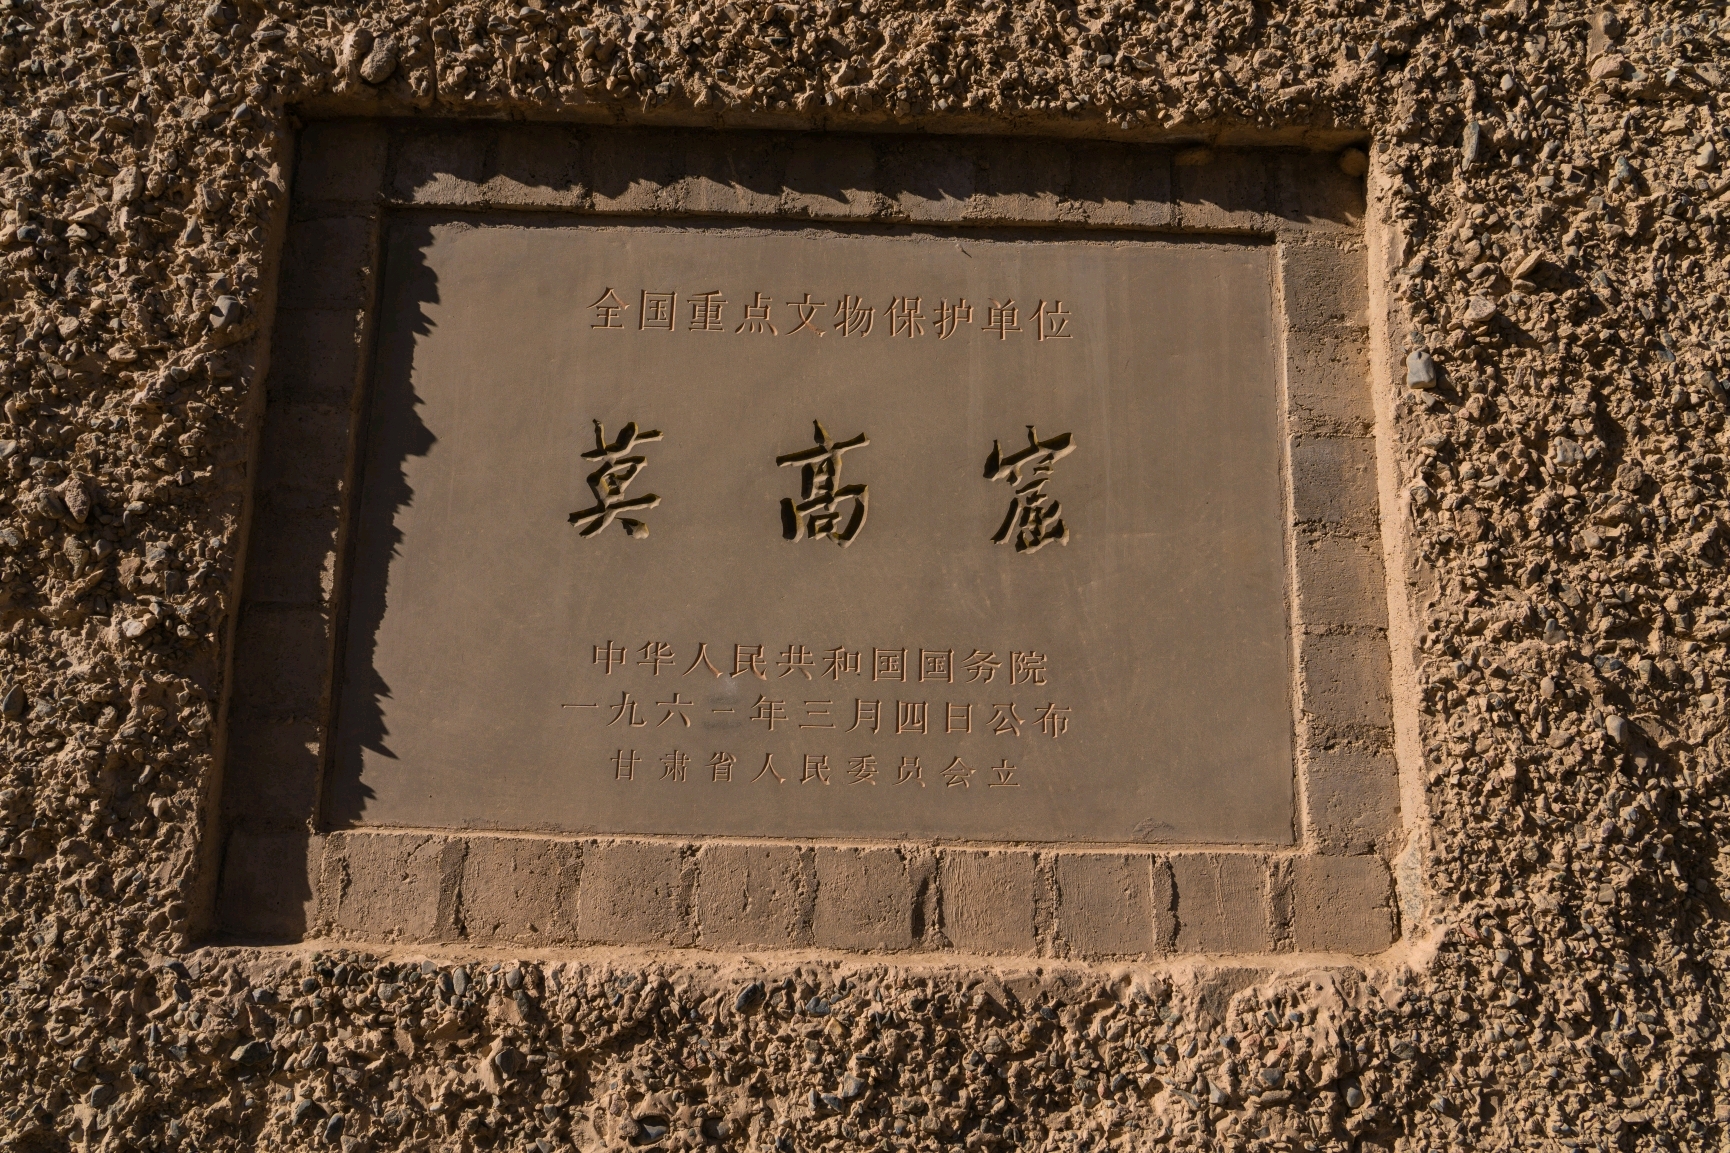 全国重点文物保护单位
莫高窟
中华人民共和国国务院
一九六一年三月四日公布
甘肃省人民委员会立